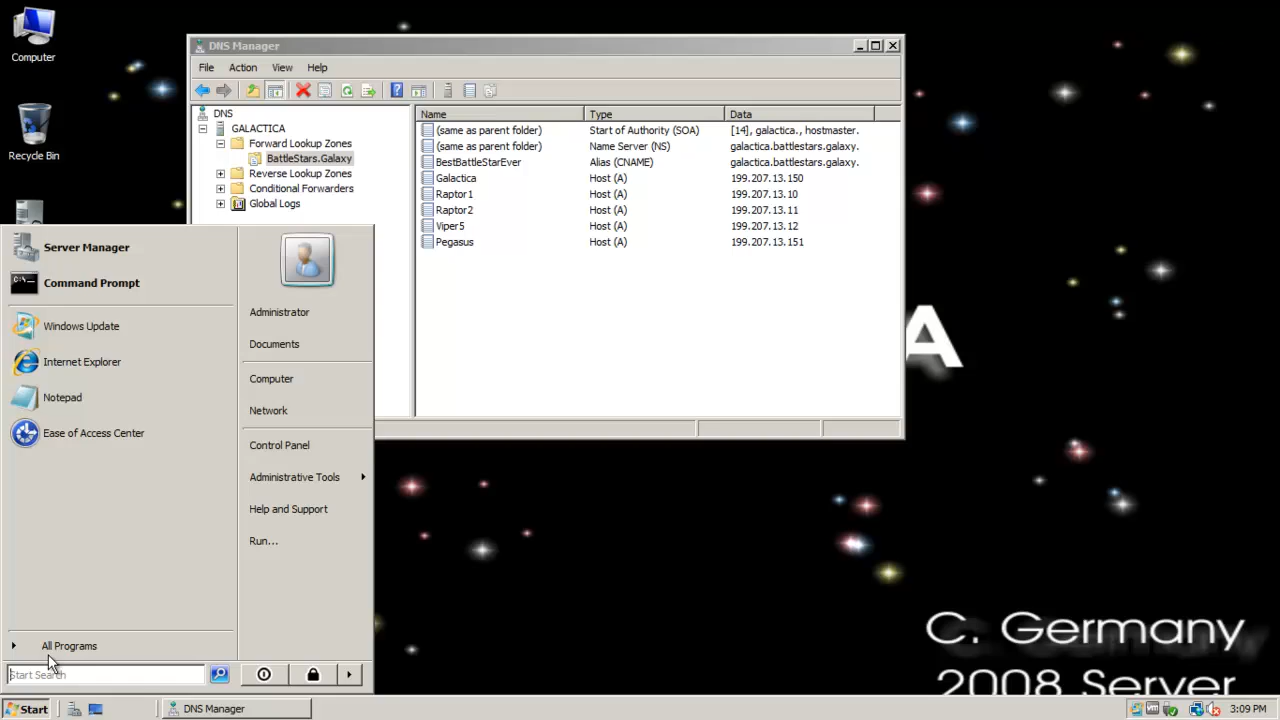 Computer
Recycle Bin
DNS Manager
File Action View Help
DNS
GALACTICA
Forward Lookup Zones
BattleStars.Galaxy
Reverse Lookup Zones
Conditional Forwarders
Global Logs
Name Type Data
(same as parent folder) Start of Authority (SOA) [14], galactica., hostmaster.
(same as parent folder) Name Server (NS) galactica.battlestars.galaxy.
BestBattleStarEver Alias (CNAME) galactica.battlestars.galaxy.
Galactica Host (A) 199.207.13.150
Raptor1 Host (A) 199.207.13.10
Raptor2 Host (A) 199.207.13.11
Viper5 Host (A) 199.207.13.12
Pegasus Host (A) 199.207.13.151
Server Manager
Command Prompt
Windows Update
Internet Explorer
Notepad
Ease of Access Center
All Programs
Start Search
Administrator
Documents
Computer
Network
Control Panel
Administrative Tools
Help and Support
Run...
A
C. Germany
2008 Server
Start
DNS Manager
3:09 PM